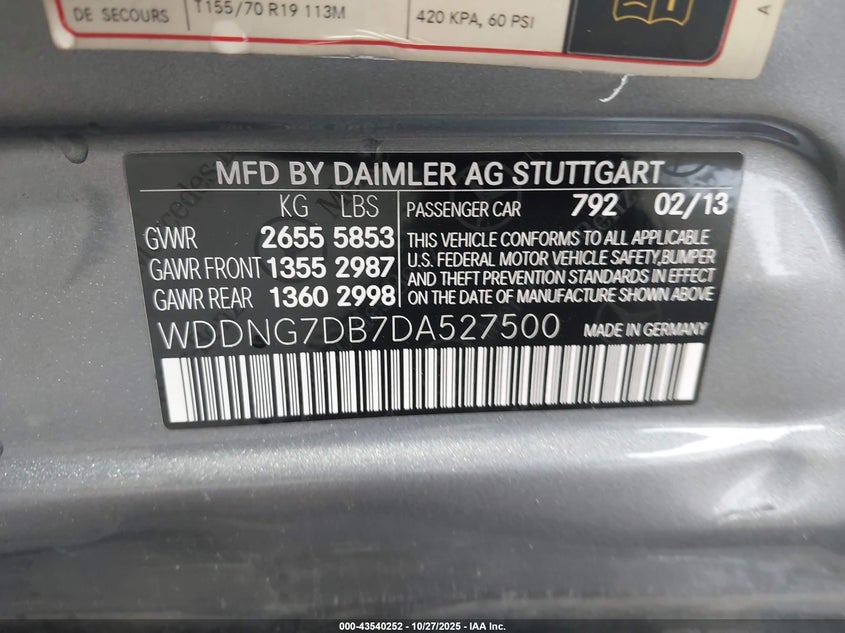 DE SECOURS T155/70 R19 113M 420 KPA, 60 PSI
A
MFD BY DAIMLER AG STUTTGART
KG LBS PASSENGER CAR 792 02/13
GVWR 2655 5853
GAWR FRONT 1355 2987
GAWR REAR 1360 2998
THIS VEHICLE CONFORMS TO ALL APPLICABLE
U.S. FEDERAL MOTOR VEHICLE SAFETY,BUMPER
AND THEFT PREVENTION STANDARDS IN EFFECT
ON THE DATE OF MANUFACTURE SHOWN ABOVE
WDDNG7DB7DA527500 MADE IN GERMANY
000-43540252 | 10/27/2025 | IAA Inc.